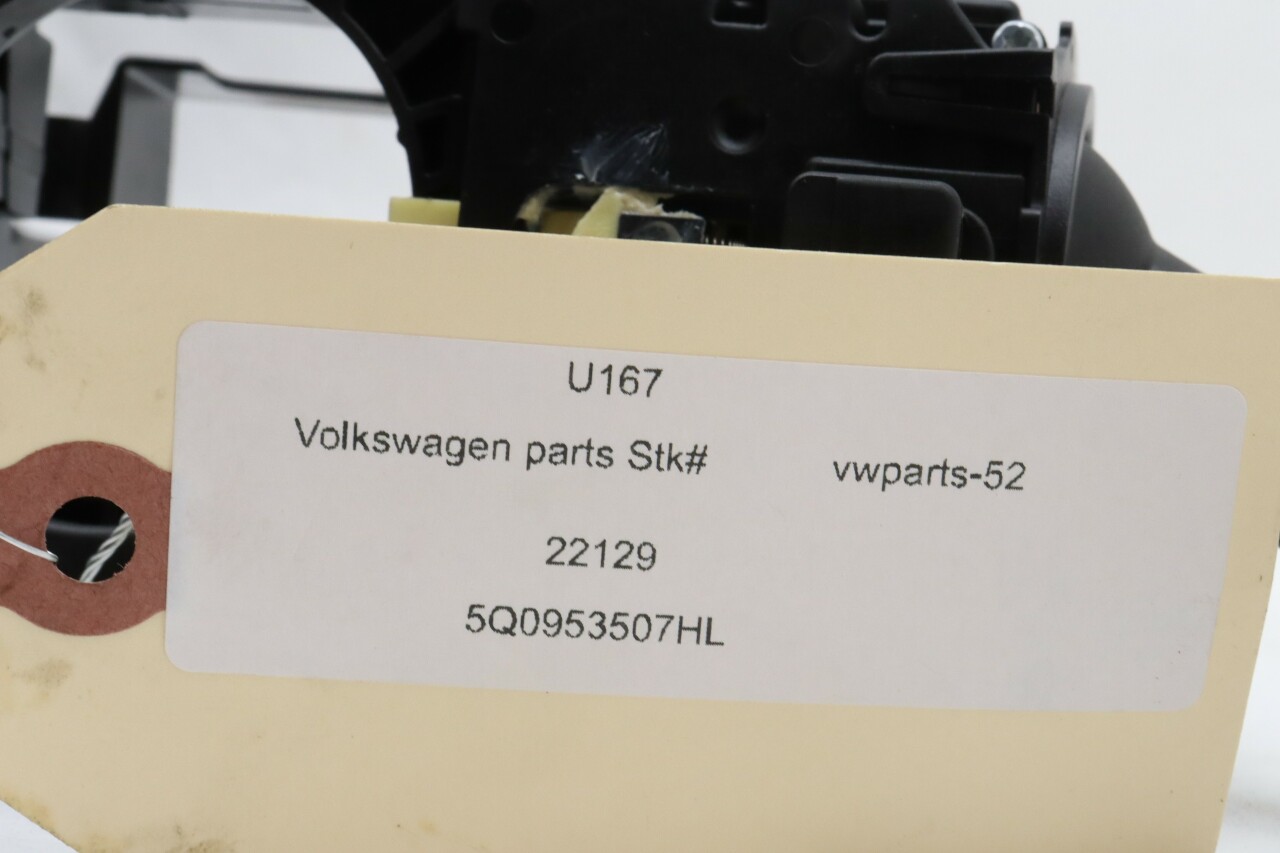 U167
Volkswagen parts Stk# vwparts-52
22129
5Q0953507HL